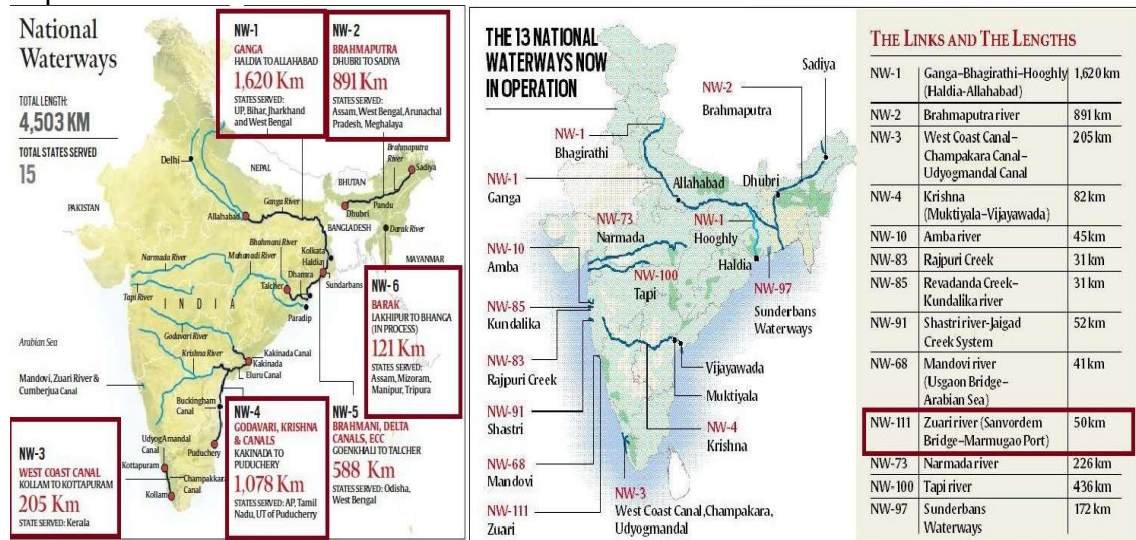 National
Waterways
TOTAL LENGTH:
4,503 KM
TOTAL STATES SERVED
15
NW-1
GANGA
HALDIA TO ALLAHABAD
1,620 Km
STATES SERVED:
UP, Bihar, Jharkhand
and West Bengal
NW-2
BRAHMAPUTRA
DHUBRI TO SADIYA
891 Km
STATES SERVED:
Assam, West Bengal, Arunachal
Pradesh, Meghalaya
Delhi
NEPAL
Brahmaputra
River
Sadiya
BHUTAN
Pandu
Dhubri
PAKISTAN
Ganga River
Allahabad
BANGLADESH
Darak River
Bhahmani River
Kolkata
Narmada River
Mahanadi River
Haldia
MAYANMAR
Dhamra
Sundarbans
Talcher
Tapi River
INDIA
Paradip
NW-6
BARAK
LAKHIPUR TO BHANGA
(IN PROCESS)
121 Km
STATES SERVED:
Assam, Mizoram,
Manipur, Tripura
Godavari River
Arabian Sea
Krishna River
Kakinada Canal
Kakinada
Eluru Canal
Mandovi, Zuari River &
Cumberjua Canal
Buckingham
Canal
NW-4
GODAVARI, KRISHNA
& CANALS
KAKINADA TO
PUDUCHERY
1,078 Km
STATES SERVED: AP, Tamil
Nadu, UT of Puducherry
NW-5
BRAHMANI, DELTA
CANALS, ECC
GOENKHALI TO TALCHER
588 Km
STATES SERVED: Odisha,
West Bengal
Udyog Amandal
Canal
Puduchery
Kottapuram
Champakkara
Canal
Kollam
NW-3
WEST COAST CANAL
KOLLAM TO KOTTAPURAM
205 Km
STATE SERVED: Kerala
THE 13 NATIONAL
WATERWAYS NOW
IN OPERATION
Sadiya
NW-2
Brahmaputra
NW-1
Bhagirathi
NW-1
Ganga
Allahabad
Dhubri
NW-73
Narmada
NW-1
Hooghly
NW-10
Amba
NW-100
Tapi
Haldia
NW-97
Sunderbans
Waterways
NW-85
Kundalika
NW-83
Rajpuri Creek
Vijayawada
Muktiyala
NW-91
Shastri
NW-4
Krishna
NW-68
Mandovi
NW-3
West Coast Canal,Champakara,
Udyogmandal
NW-111
Zuari
THE LINKS AND THE LENGTHS
NW-1 Ganga–Bhagirathi–Hooghly 1,620 km
(Haldia-Allahabad)
NW-2 Brahmaputra river 891 km
NW-3 West Coast Canal– 205 km
Champakara Canal–
Udyogmandal Canal
NW-4 Krishna 82 km
(Muktiyala–Vijayawada)
NW-10 Amba river 45 km
NW-83 Rajpuri Creek 31 km
NW-85 Revadanda Creek– 31 km
Kundalika river
NW-91 Shastri river-Jaigad 52 km
Creek System
NW-68 Mandovi river 41 km
(Usgaon Bridge–
Arabian Sea)
NW-111 Zuari river (Sanvordem 50 km
Bridge–Marmugao Port)
NW-73 Narmada river 226 km
NW-100 Tapi river 436 km
NW-97 Sunderbans 172 km
Waterways